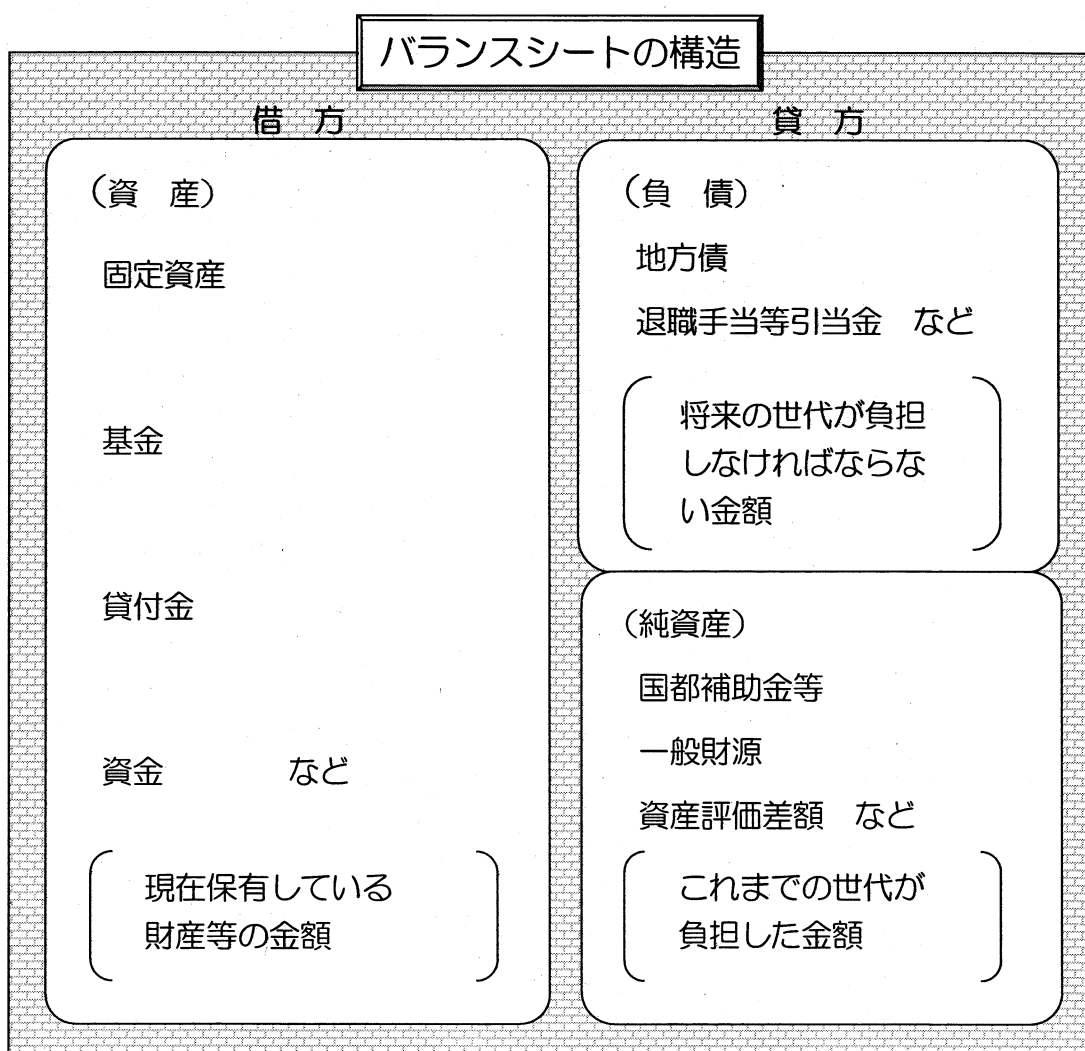 バランスシートの構造
借　方
（資　産）
固定資産
基金
貸付金
資金　　　　など
現在保有している
財産等の金額
貸　方
（負　債）
地方債
退職手当等引当金　など
将来の世代が負担
しなければならな
い金額
（純資産）
国都補助金等
一般財源
資産評価差額　など
これまでの世代が
負担した金額